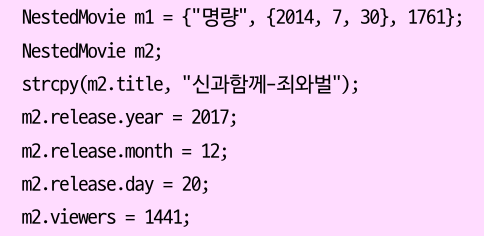 NestedMovie m1 = {"명량", {2014, 7, 30}, 1761};
NestedMovie m2;
strcpy(m2.title, "신과함께-죄와벌");
m2.release.year = 2017;
m2.release.month = 12;
m2.release.day = 20;
m2.viewers = 1441;